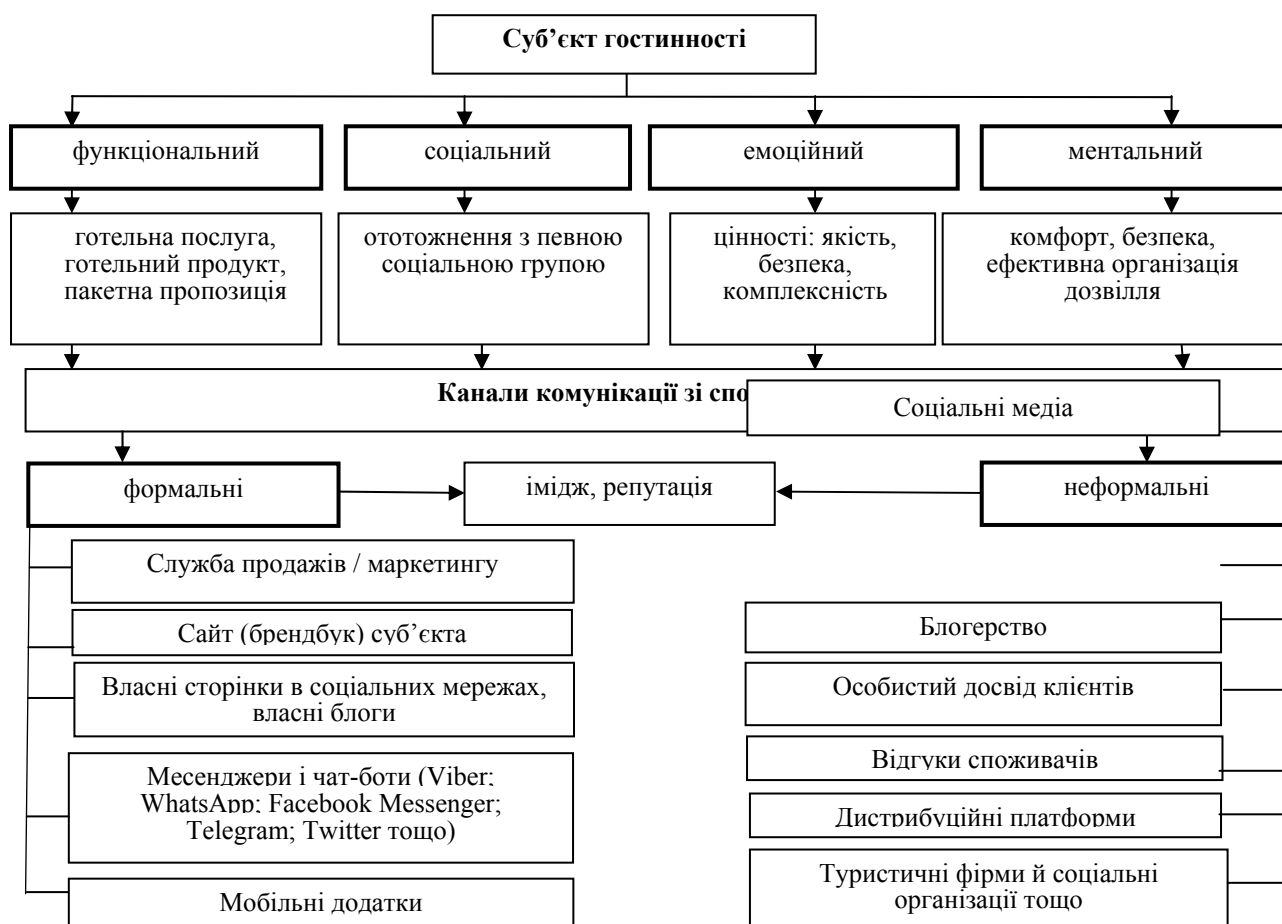 Суб’єкт гостинності
функціональний
соціальний
емоційний
ментальний
готельна послуга,
готельний продукт,
пакетна пропозиція
ототожнення з певною
соціальною групою
цінності: якість,
безпека,
комплексність
комфорт, безпека,
ефективна організація
дозвілля
Канали комунікації зі
Соціальні медіа
формальні
імідж, репутація
неформальні
Служба продажів / маркетингу
Сайт (брендбук) суб’єкта
Власні сторінки в соціальних мережах,
власні блоги
Месенджери і чат-боти (Viber;
WhatsApp; Facebook Messenger;
Telegram; Twitter тощо)
Мобільні додатки
Блогерство
Особистий досвід клієнтів
Відгуки споживачів
Дистрибуційні платформи
Туристичні фірми й соціальні
організації тощо